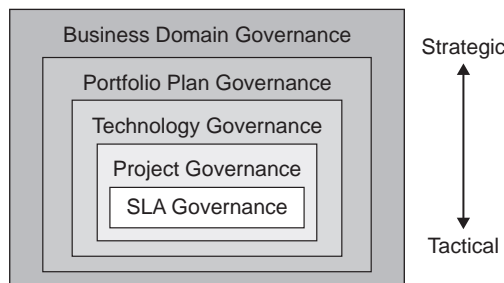 Business Domain Governance
Portfolio Plan Governance
Technology Governance
Project Governance
SLA Governance
Strategic
Tactical